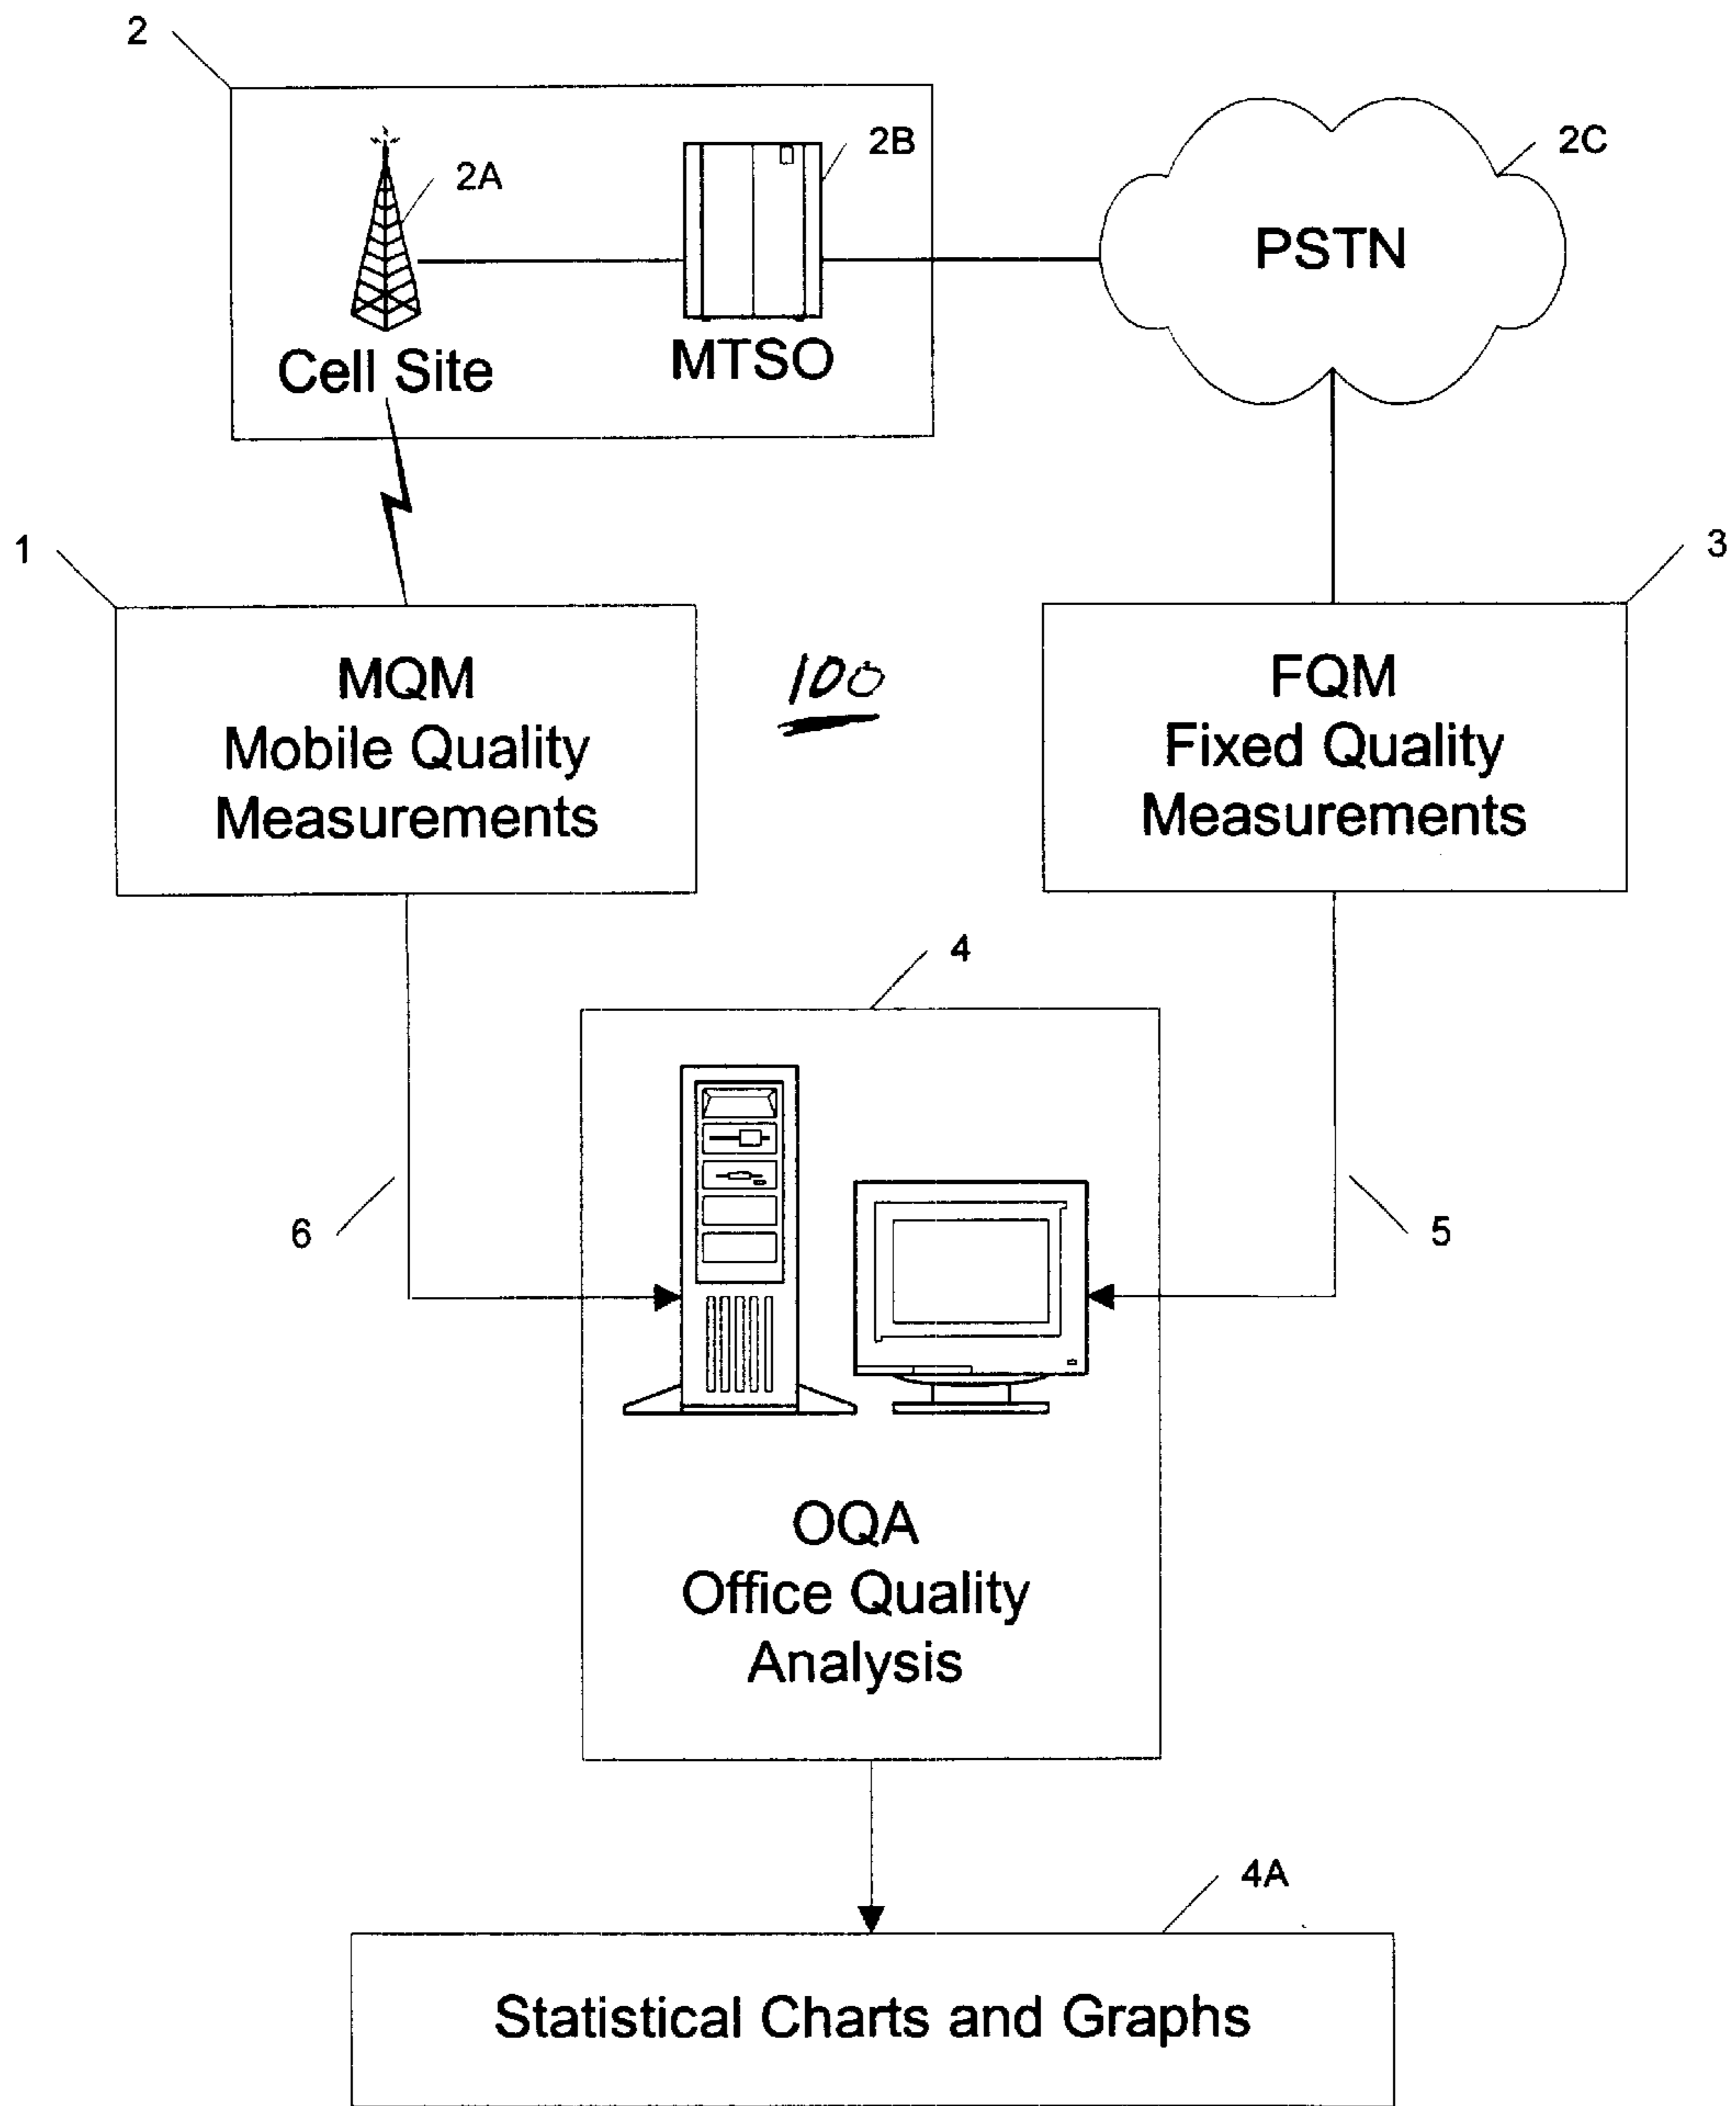 2
2A
2B
2C
PSTN
Cell Site
MTSO
1
3
MQM
Mobile Quality
Measurements
100
FQM
Fixed Quality
Measurements
4
6
5
OQA
Office Quality
Analysis
4A
Statistical Charts and Graphs